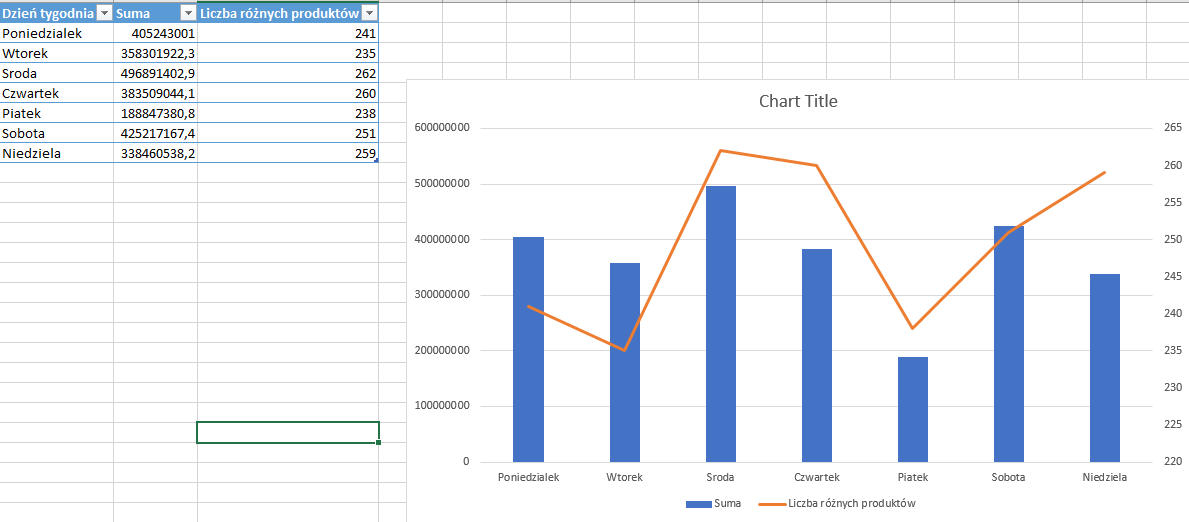 Dzień tygodnia Suma Liczba różnych produktów
Poniedzialek 405243001 241
Wtorek 358301922,3 235
Sroda 496891402,9 262
Czwartek 383509044,1 260
Piatek 188847380,8 238
Sobota 425217167,4 251
Niedziela 338460538,2 259
Chart Title
600000000 265
500000000 260
400000000 255
300000000 250
200000000 245
100000000 240
0 235
230
225
220
Poniedzialek Wtorek Sroda Czwartek Piatek Sobota Niedziela
Suma Liczba różnych produktów